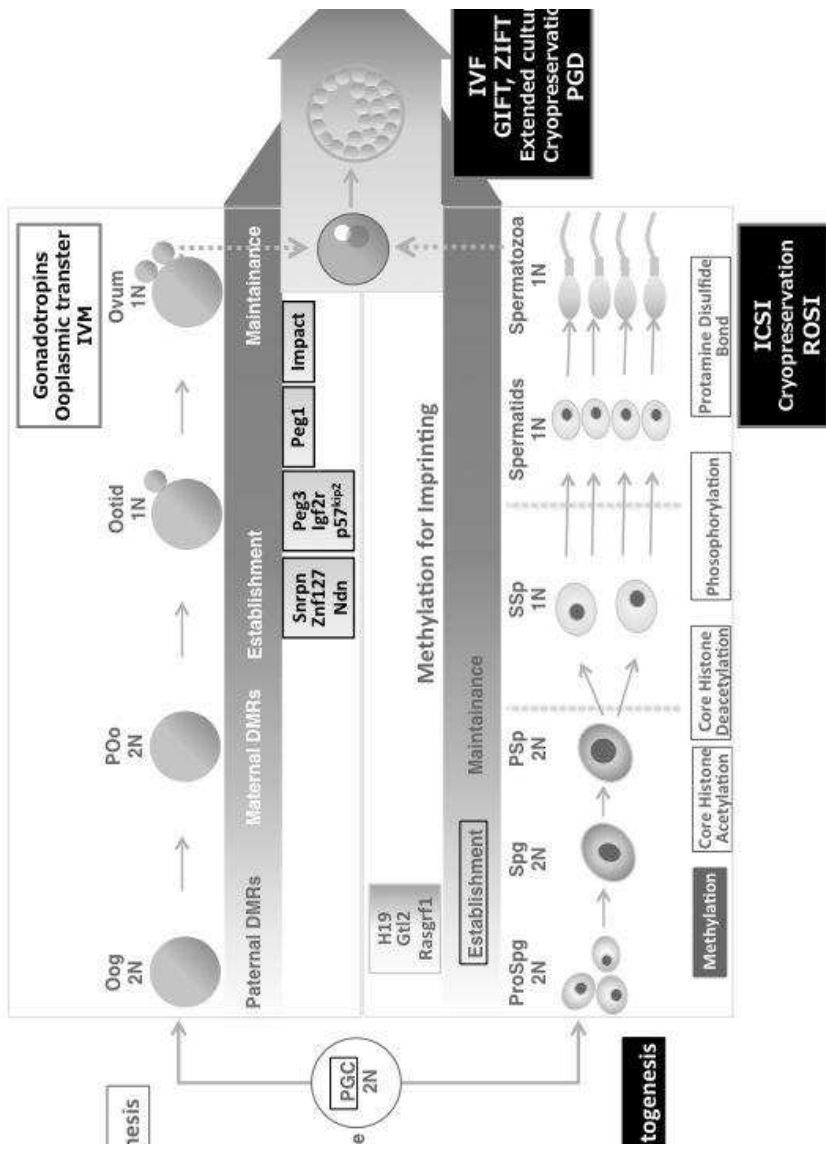 nesis
Gonadotropins
Ooplasmic transter
IVM
Oog
2N
POo
2N
Ootid
1N
Ovum
1N
Paternal DMRs
Maternal DMRs
Establishment
Maintainance
Snrpn
Znf127
Ndn
Peg3
Igf2r
p57kip2
Peg1
Impact
e
PGC
2N
IVF
GIFT, ZIFT
Extended cultur
Cryopreservatio
PGD
H19
Gtl2
Rasgrf1
Methylation for Imprinting
Establishment
Maintainance
ProSpg
2N
Spg
2N
PSp
2N
SSp
1N
Spermatids
1N
Spermatozoa
1N
togenesis
Methylation
Core Histone
Acetylation
Core Histone
Deacetylation
Phosophorylation
Protamine Disulfide
Bond
ICSI
Cryopreservation
ROSI